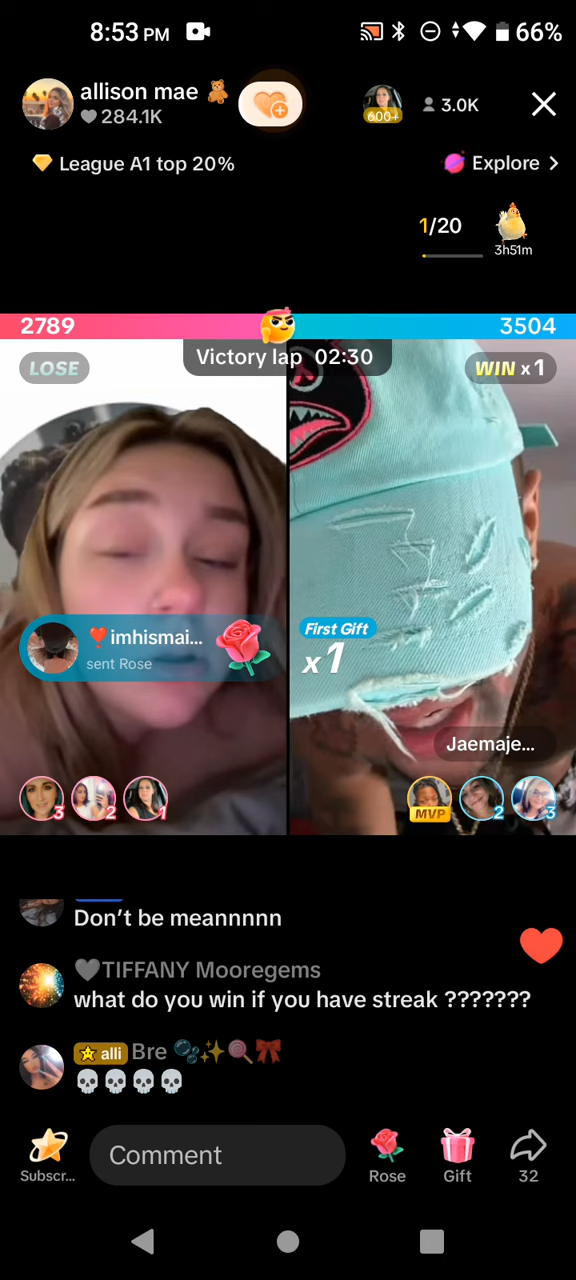 8:53 PM
66%
allison mae 🧸
284.1K
600+
3.0K
League A1 top 20%
Explore >
1/20
3h51m
2789
3504
Victory lap 02:30
LOSE
WIN x1
❣️imhismai...
sent Rose
First Gift
x1
Jaemaje...
3
2
1
MVP
2
3
Don't be meannnnn
🩶TIFFANY Mooregems
what do you win if you have streak ???????
alli Bre 🫧✨🍭🎀
💀💀💀💀
Subscr...
Comment
Rose
Gift
32